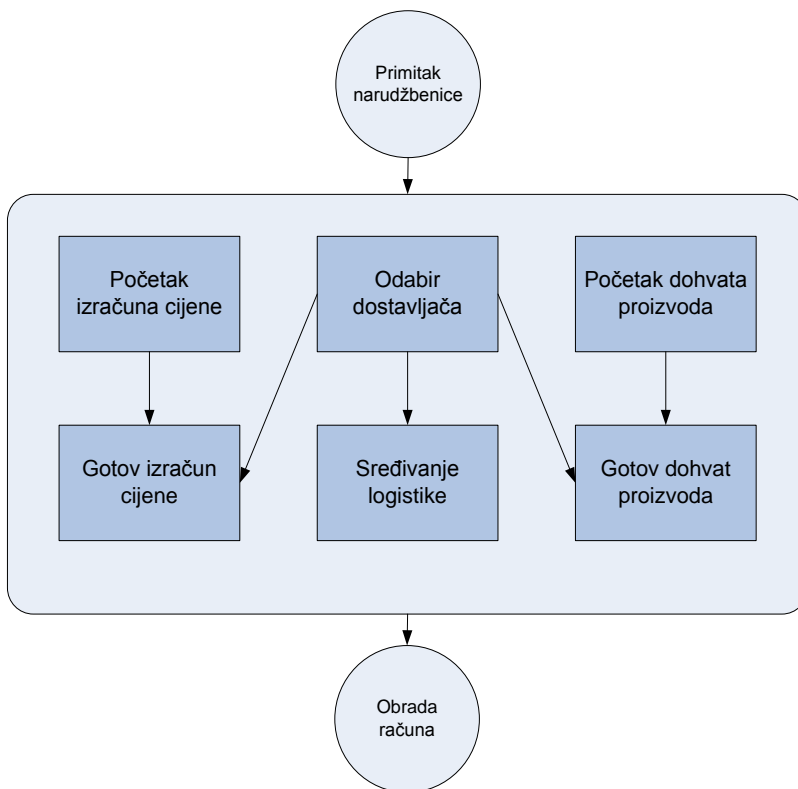 Primitak
narudžbenice
Početak
izračuna cijene
Odabir
dostavljača
Početak dohvata
proizvoda
Gotov izračun
cijene
Sređivanje
logistike
Gotov dohvat
proizvoda
Obrada
računa